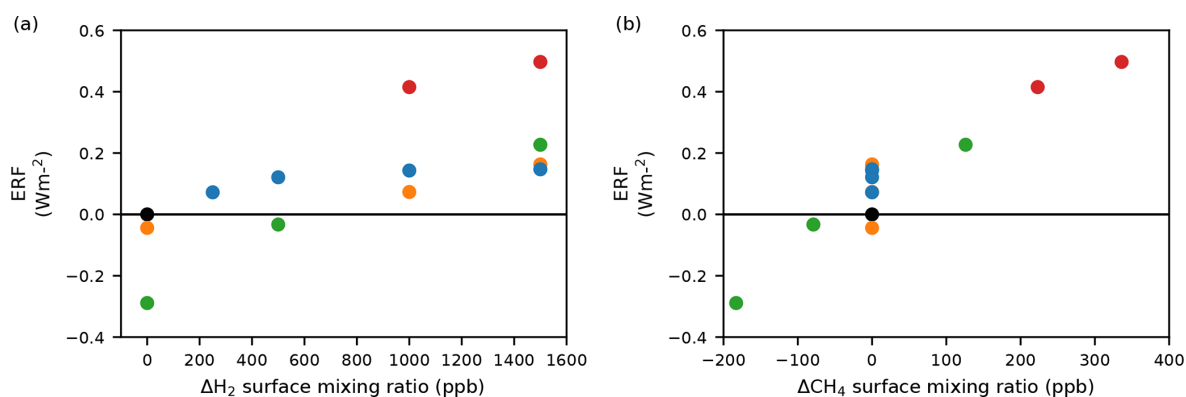 (a)
0.6
0.4
0.2
0.0
−0.2
−0.4
ERF
(Wm-²)
0 200 400 600 800 1000 1200 1400 1600
ΔH₂ surface mixing ratio (ppb)
(b)
0.6
0.4
0.2
0.0
−0.2
−0.4
ERF
(Wm-²)
−200 −100 0 100 200 300 400
ΔCH₄ surface mixing ratio (ppb)